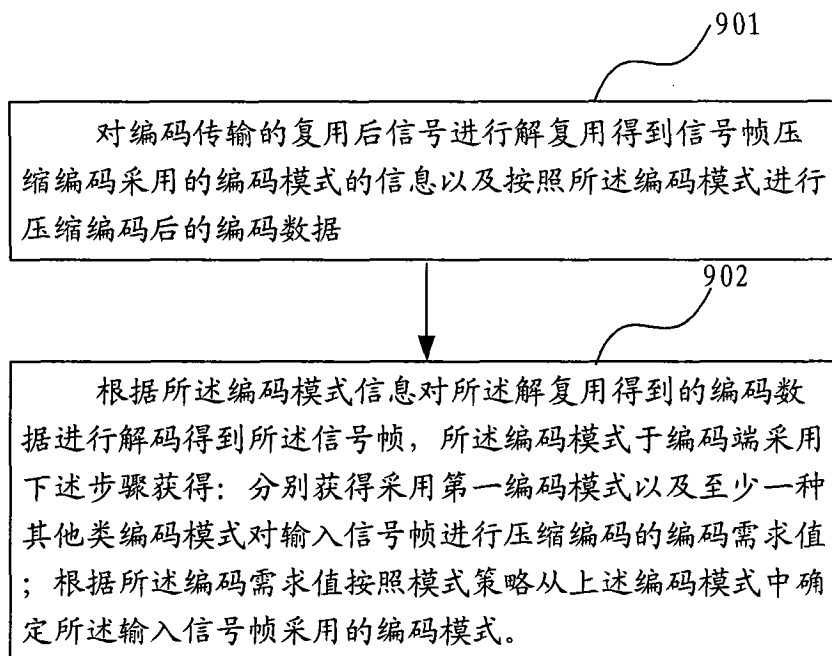 901
对编码传输的复用后信号进行解复用得到信号帧压
缩编码采用的编码模式的信息以及按照所述编码模式进行
压缩编码后的编码数据
902
根据所述编码模式信息对所述解复用得到的编码数
据进行解码得到所述信号帧，所述编码模式于编码端采用
下述步骤获得：分别获得采用第一编码模式以及至少一种
其他类编码模式对输入信号帧进行压缩编码的编码需求值
；根据所述编码需求值按照模式策略从上述编码模式中确
定所述输入信号帧采用的编码模式。